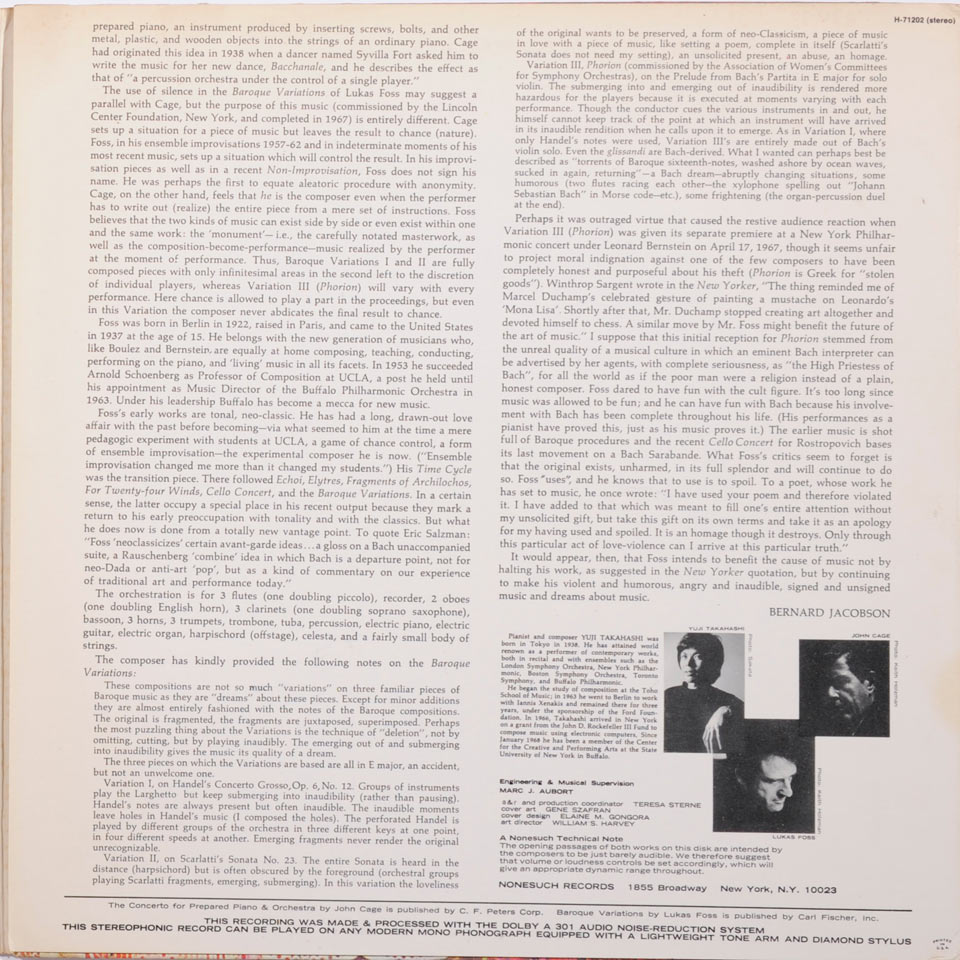 H-71202 (stereo)
prepared piano, an instrument produced by inserting screws, bolts, and other
metal, plastic, and wooden objects into the strings of an ordinary piano. Cage
had originated this idea in 1938 when a dancer named Syvilla Fort asked him to
write the music for her new dance, Bacchanale, and he describes the effect as
that of "a percussion orchestra under the control of a single player."
The use of silence in the Baroque Variations of Lukas Foss may suggest a
parallel with Cage, but the purpose of this music (commissioned by the Lincoln
Center Foundation, New York, and completed in 1967) is entirely different. Cage
sets up a situation for a piece of music but leaves the result to chance (nature).
Foss, in his ensemble improvisations 1957-62 and in indeterminate moments of his
most recent music, sets up a situation which will control the result. In his improvi-
sation pieces as well as in a recent Non-Improvisation, Foss does not sign his
name. He was perhaps the first to equate aleatoric procedure with anonymity.
Cage, on the other hand, feels that he is the composer even when the performer
has to write out (realize) the entire piece from a mere set of instructions. Foss
believes that the two kinds of music can exist side by side or even exist within one
and the same work: the 'monument'—i.e., the carefully notated masterwork, as
well as the composition-become-performance—music realized by the performer
at the moment of performance. Thus, Baroque Variations I and II are fully
composed pieces with only infinitesimal areas in the second left to the discretion
of individual players, whereas Variation III (Phorion) will vary with every
performance. Here chance is allowed to play a part in the proceedings, but even
in this Variation the composer never abdicates the final result to chance.
Foss was born in Berlin in 1922, raised in Paris, and came to the United States
in 1937 at the age of 15. He belongs with the new generation of musicians who,
like Boulez and Bernstein, are equally at home composing, teaching, conducting,
performing on the piano, and 'living' music in all its facets. In 1953 he succeeded
Arnold Schoenberg as Professor of Composition at UCLA, a post he held until
his appointment as Music Director of the Buffalo Philharmonic Orchestra in
1963. Under his leadership Buffalo has become a mecca for new music.
Foss's early works are tonal, neo-classic. He has had a long, drawn-out love
affair with the past before becoming—via what seemed to him at the time a mere
pedagogic experiment with students at UCLA, a game of chance control, a form
of ensemble improvisation—the experimental composer he is now. ("Ensemble
improvisation changed me more than it changed my students.") His Time Cycle
was the transition piece. There followed Echoi, Elytres, Fragments of Archilochos,
For Twenty-four Winds, Cello Concert, and the Baroque Variations. In a certain
sense, the latter occupy a special place in his recent output because they mark a
return to his early preoccupation with tonality and with the classics. But what
he does now is done from a totally new vantage point. To quote Eric Salzman:
"Foss 'neoclassicizes' certain avant-garde ideas...a gloss on a Bach unaccompanied
suite, a Rauschenberg 'combine' idea in which Bach is a departure point, not for
neo-Dada or anti-art 'pop', but as a kind of commentary on our experience
of traditional art and performance today."
The orchestration is for 3 flutes (one doubling piccolo), recorder, 2 oboes
(one doubling English horn), 3 clarinets (one doubling soprano saxophone),
bassoon, 3 horns, 3 trumpets, trombone, tuba, percussion, electric piano, electric
guitar, electric organ, harpischord (offstage), celesta, and a fairly small body of
strings.
The composer has kindly provided the following notes on the Baroque
Variations:
These compositions are not so much "variations" on three familiar pieces of
Baroque music as they are "dreams" about these pieces. Except for minor additions
they are almost entirely fashioned with the notes of the Baroque compositions.
The original is fragmented, the fragments are juxtaposed, superimposed. Perhaps
the most puzzling thing about the Variations is the technique of "deletion", not by
omitting, cutting, but by playing inaudibly. The emerging out of and submerging
into inaudibility gives the music its quality of a dream.
The three pieces on which the Variations are based are all in E major, an accident,
but not an unwelcome one.
Variation I, on Handel's Concerto Grosso, Op. 6, No. 12. Groups of instruments
play the Larghetto but keep submerging into inaudibility (rather than pausing).
Handel's notes are always present but often inaudible. The inaudible moments
leave holes in Handel's music (I composed the holes). The perforated Handel is
played by different groups of the orchestra in three different keys at one point,
in four different speeds at another. Emerging fragments never render the original
unrecognizable.
Variation II, on Scarlatti's Sonata No. 23. The entire Sonata is heard in the
distance (harpsichord) but is often obscured by the foreground (orchestral groups
playing Scarlatti fragments, emerging, submerging). In this variation the loveliness
of the original wants to be preserved, a form of neo-Classicism, a piece of music
in love with a piece of music, like setting a poem, complete in itself (Scarlatti's
Sonata does not need my setting), an unsolicited present, an abuse, an homage.
Variation III, Phorion (commissioned by the Association of Women's Committees
for Symphony Orchestras), on the Prelude from Bach's Partita in E major for solo
violin. The submerging into and emerging out of inaudibility is rendered more
hazardous for the players because it is executed at moments varying with each
performance. Though the conductor cues the various instruments in and out, he
himself cannot keep track of the point at which an instrument will have arrived
in its inaudible rendition when he calls upon it to emerge. As in Variation I, where
only Handel's notes were used, Variation III's are entirely made out of Bach's
violin solo. Even the glissandi are Bach-derived. What I wanted can perhaps best be
described as "torrents of Baroque sixteenth-notes, washed ashore by ocean waves,
sucked in again, returning"—a Bach dream—abruptly changing situations, some
humorous (two flutes racing each other—the xylophone spelling out "Johann
Sebastian Bach" in Morse code—etc.), some frightening (the organ-percussion duel
at the end).
Perhaps it was outraged virtue that caused the restive audience reaction when
Variation III (Phorion) was given its separate premiere at a New York Philhar-
monic concert under Leonard Bernstein on April 17, 1967, though it seems unfair
to project moral indignation against one of the few composers to have been
completely honest and purposeful about his theft (Phorion is Greek for "stolen
goods"). Winthrop Sargent wrote in the New Yorker, "The thing reminded me of
Marcel Duchamp's celebrated gesture of painting a mustache on Leonardo's
'Mona Lisa'. Shortly after that, Mr. Duchamp stopped creating art altogether and
devoted himself to chess. A similar move by Mr. Foss might benefit the future of
the art of music." I suppose that this initial reception for Phorion stemmed from
the unreal quality of a musical culture in which an eminent Bach interpreter can
be advertised by her agents, with complete seriousness, as "the High Priestess of
Bach", for all the world as if the poor man were a religion instead of a plain,
honest composer. Foss dared to have fun with the cult figure. It's too long since
music was allowed to be fun; and he can have fun with Bach because his involve-
ment with Bach has been complete throughout his life. (His performances as a
pianist have proved this, just as his music proves it.) The earlier music is shot
full of Baroque procedures and the recent Cello Concert for Rostropovich bases
its last movement on a Bach Sarabande. What Foss's critics seem to forget is
that the original exists, unharmed, in its full splendor and will continue to do
so. Foss "uses", and he knows that to use is to spoil. To a poet, whose work he
has set to music, he once wrote: "I have used your poem and therefore violated
it. I have added to that which was meant to fill one's entire attention without
my unsolicited gift, but take this gift on its own terms and take it as an apology
for my having used and spoiled. It is an homage though it destroys. Only through
this particular act of love-violence can I arrive at this particular truth."
It would appear, then, that Foss intends to benefit the cause of music not by
halting his work, as suggested in the New Yorker quotation, but by continuing
to make his violent and humorous, angry and inaudible, signed and unsigned
music and dreams about music.
BERNARD JACOBSON
Pianist and composer YUJI TAKAHASHI was
born in Tokyo in 1938. He has attained world
renown as a performer of contemporary works,
both in recital and with ensembles such as the
London Symphony Orchestra, New York Philhar-
monic, Boston Symphony Orchestra, Toronto
Symphony, and Buffalo Philharmonic.
He began the study of composition at the Toho
School of Music; in 1963 he went to Berlin to work
with Iannis Xenakis and remained there for three
years, under the sponsorship of the Ford Foun-
dation. In 1966, Takahashi arrived in New York
on a grant from the John D. Rockefeller III Fund to
compose music using electronic computers. Since
January 1968 he has been a member of the Center
for the Creative and Performing Arts at the State
University of New York in Buffalo.
YUJI TAKAHASHI
JOHN CAGE
LUKAS FOSS
Engineering & Musical Supervision
MARC J. AUBORT
a&r and production coordinator TERESA STERNE
cover art GENE SZAFRAN
cover design ELAINE M. GONGORA
art director WILLIAM S. HARVEY
A Nonesuch Technical Note
The opening passages of both works on this disk are intended by
the composers to be just barely audible. We therefore suggest
that volume or loudness controls be set accordingly, which will
give an appropriate dynamic range throughout.
NONESUCH RECORDS 1855 Broadway New York, N.Y. 10023
The Concerto for Prepared Piano & Orchestra by John Cage is published by C. F. Peters Corp. Baroque Variations by Lukas Foss is published by Carl Fischer, Inc.
THIS RECORDING WAS MADE & PROCESSED WITH THE DOLBY A 301 AUDIO NOISE-REDUCTION SYSTEM
THIS STEREOPHONIC RECORD CAN BE PLAYED ON ANY MODERN MONO PHONOGRAPH EQUIPPED WITH A LIGHTWEIGHT TONE ARM AND DIAMOND STYLUS
PRINTED
IN
U.S.A.